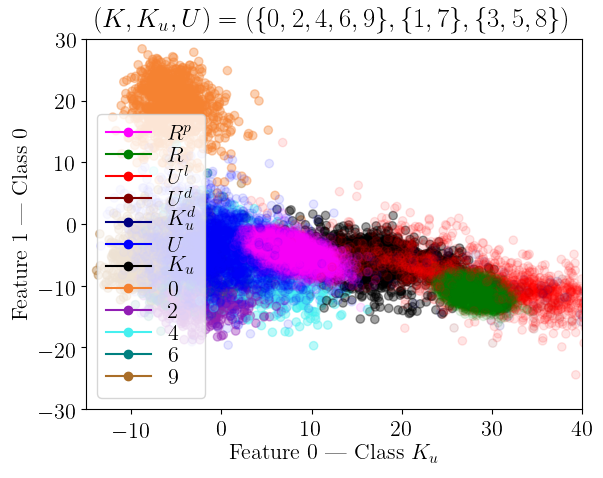 (K, K_u, U) = ({0, 2, 4, 6, 9}, {1, 7}, {3, 5, 8})
30
20
10
0
−10
−20
−30
Feature 1 — Class 0
R^p
R
U^l
U^d
K_u^d
U
K_u
0
2
4
6
9
−10
0
10
20
30
40
Feature 0 — Class K_u